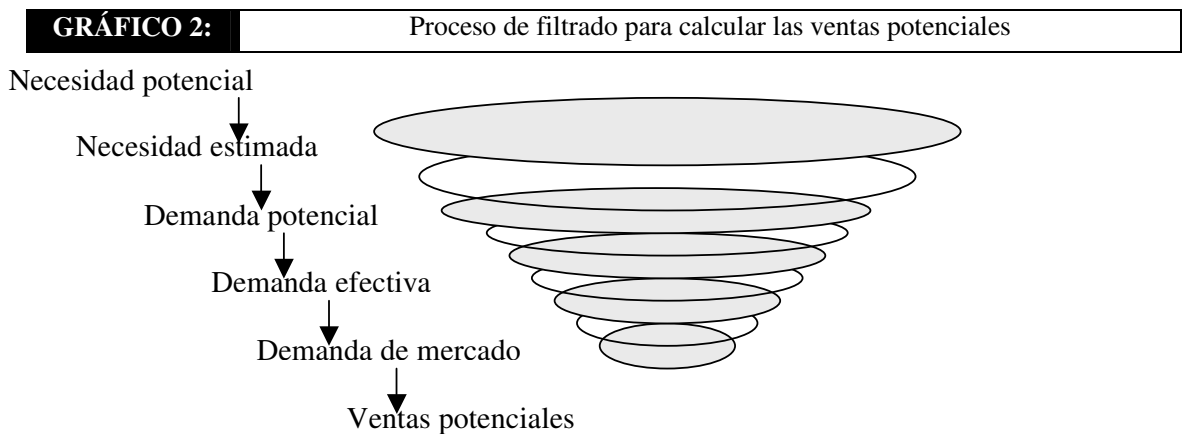 GRÁFICO 2: Proceso de filtrado para calcular las ventas potenciales
Necesidad potencial
Necesidad estimada
Demanda potencial
Demanda efectiva
Demanda de mercado
Ventas potenciales